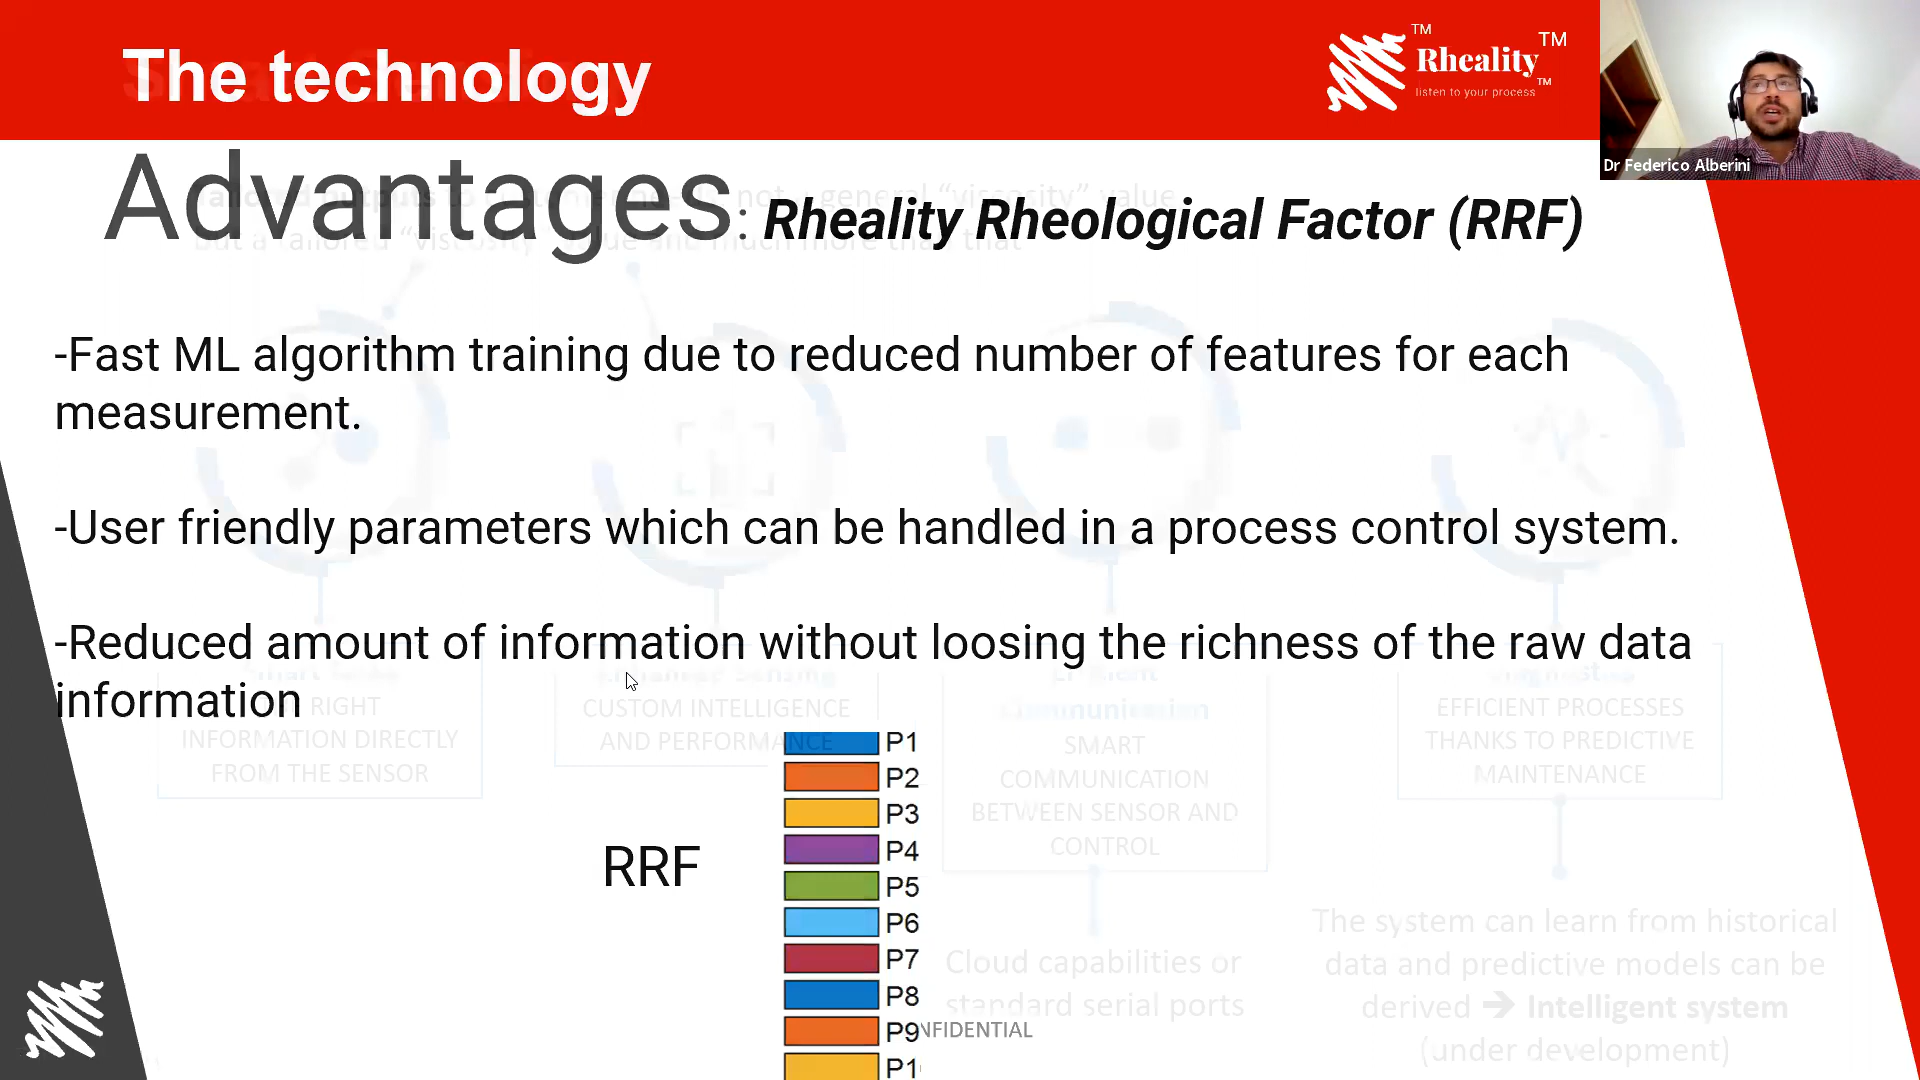 The technology
TM
Rheality TM
listen to your process TM
Dr Federico Alberini
Advantages: Rheality Rheological Factor (RRF)
-Fast ML algorithm training due to reduced number of features for each
measurement.
-User friendly parameters which can be handled in a process control system.
-Reduced amount of information without loosing the richness of the raw data
information
RIGHT
INFORMATION DIRECTLY
FROM THE SENSOR
CUSTOM INTELLIGENCE
AND PERFORMANCE
SMART
COMMUNICATION
BETWEEN SENSOR AND
CONTROL
EFFICIENT PROCESSES
THANKS TO PREDICTIVE
MAINTENANCE
RRF
P1
P2
P3
P4
P5
P6
P7
P8
P9
P1
Cloud capabilities or
standard serial ports
NFIDENTIAL
The system can learn from historical
data and predictive models can be
derived ➔ Intelligent system
(under development)